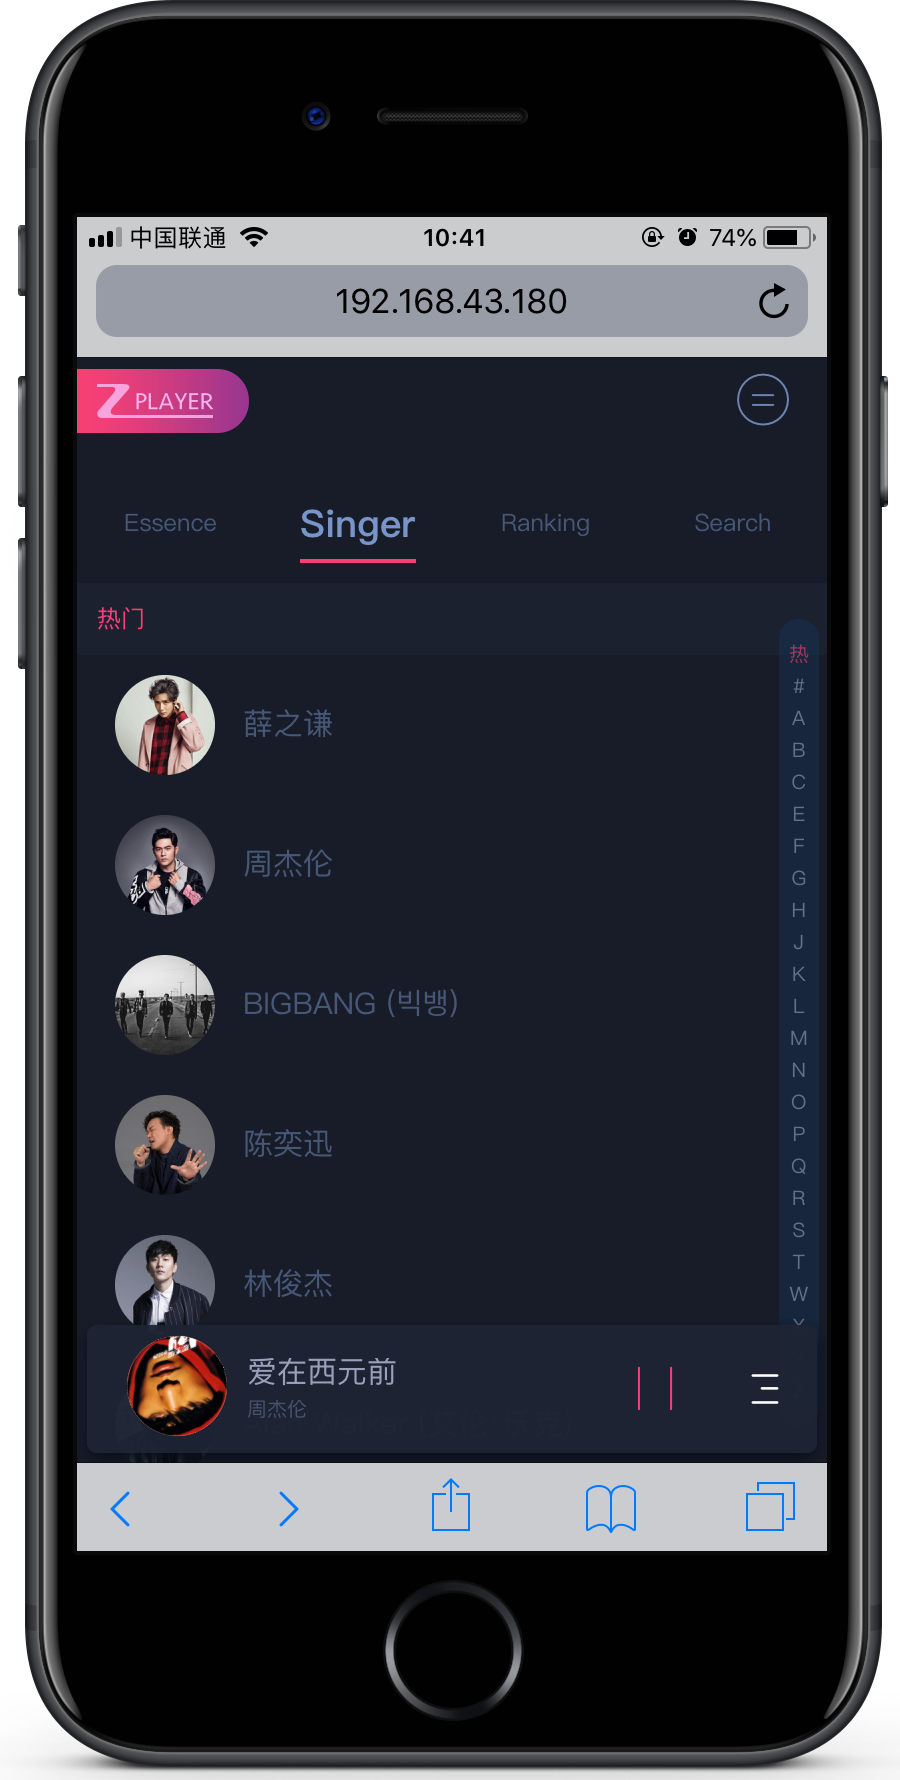 中国联通 10:41 74%
192.168.43.180
Z PLAYER
Essence Singer Ranking Search
热门
热
#
A
B
C
E
F
G
H
J
K
L
M
N
O
P
Q
R
S
T
W
薛之谦
周杰伦
BIGBANG (빅뱅)
陈奕迅
林俊杰
爱在西元前
周杰伦